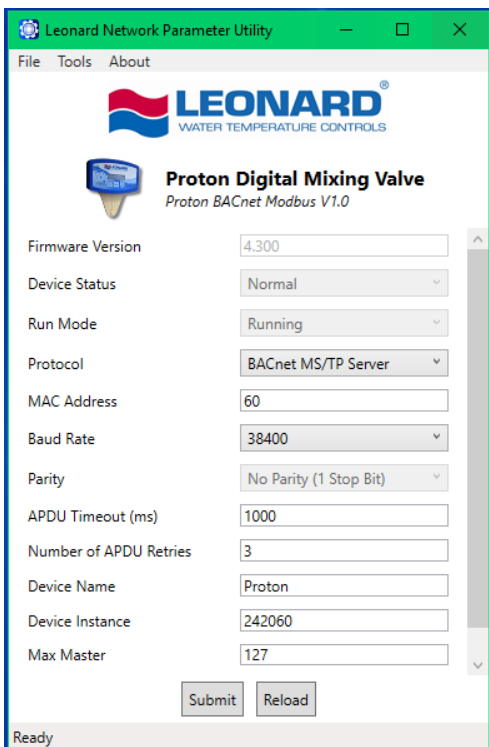 Leonard Network Parameter Utility
File Tools About
LEONARD®
WATER TEMPERATURE CONTROLS
Proton Digital Mixing Valve
Proton BACnet Modbus V1.0
Firmware Version 4.300
Device Status Normal
Run Mode Running
Protocol BACnet MS/TP Server
MAC Address 60
Baud Rate 38400
Parity No Parity (1 Stop Bit)
APDU Timeout (ms) 1000
Number of APDU Retries 3
Device Name Proton
Device Instance 242060
Max Master 127
Submit Reload
Ready